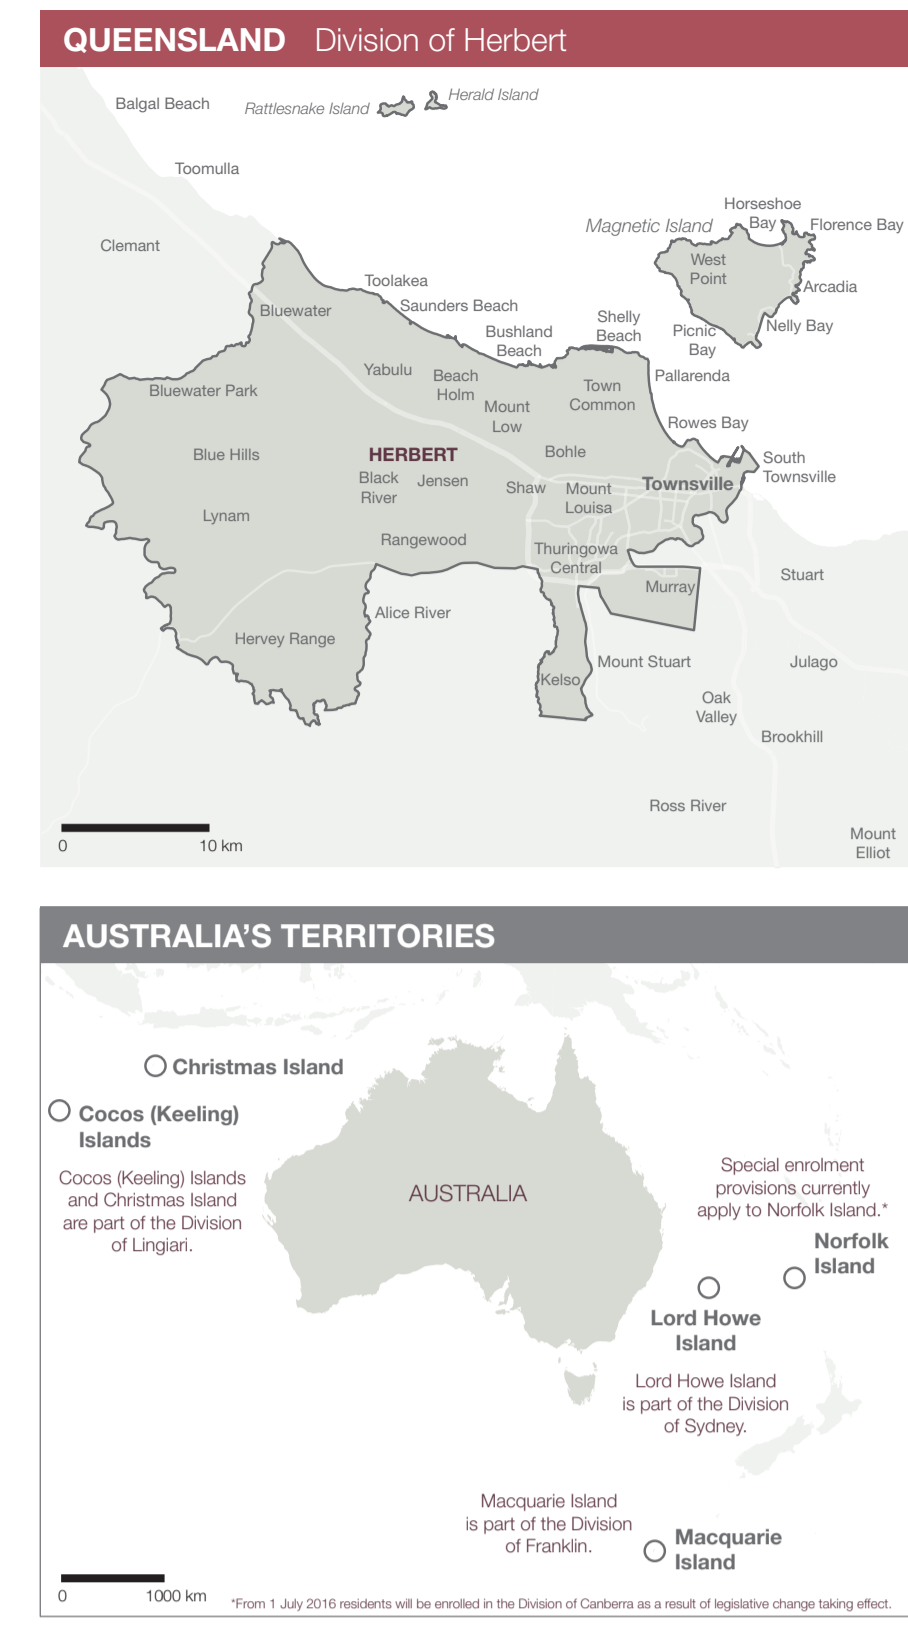 QUEENSLAND Division of Herbert
Balgal Beach
Rattlesnake Island
Herald Island
Toomulla
Clemant
Magnetic Island
Horseshoe
Bay
Florence Bay
West
Point
Arcadia
Nelly Bay
Picnic
Bay
Toolakea
Saunders Beach
Bluewater
Bushland
Beach
Shelly
Beach
Yabulu
Beach
Holm
Town
Common
Pallarenda
Bluewater Park
Mount
Low
Rowes Bay
Blue Hills
HERBERT
Bohle
South
Townsville
Black
River
Jensen
Shaw
Mount
Louisa
Townsville
Lynam
Rangewood
Thuringowa
Central
Stuart
Murray
Alice River
Hervey Range
Mount Stuart
Julago
Kelso
Oak
Valley
Brookhill
Ross River
Mount
Elliot
0 10 km
AUSTRALIA'S TERRITORIES
Christmas Island
Cocos (Keeling)
Islands
Cocos (Keeling) Islands
and Christmas Island
are part of the Division
of Lingiari.
AUSTRALIA
Special enrolment
provisions currently
apply to Norfolk Island.*
Norfolk
Island
Lord Howe
Island
Lord Howe Island
is part of the Division
of Sydney.
Macquarie Island
is part of the Division
of Franklin.
Macquarie
Island
0 1000 km
*From 1 July 2016 residents will be enrolled in the Division of Canberra as a result of legislative change taking effect.